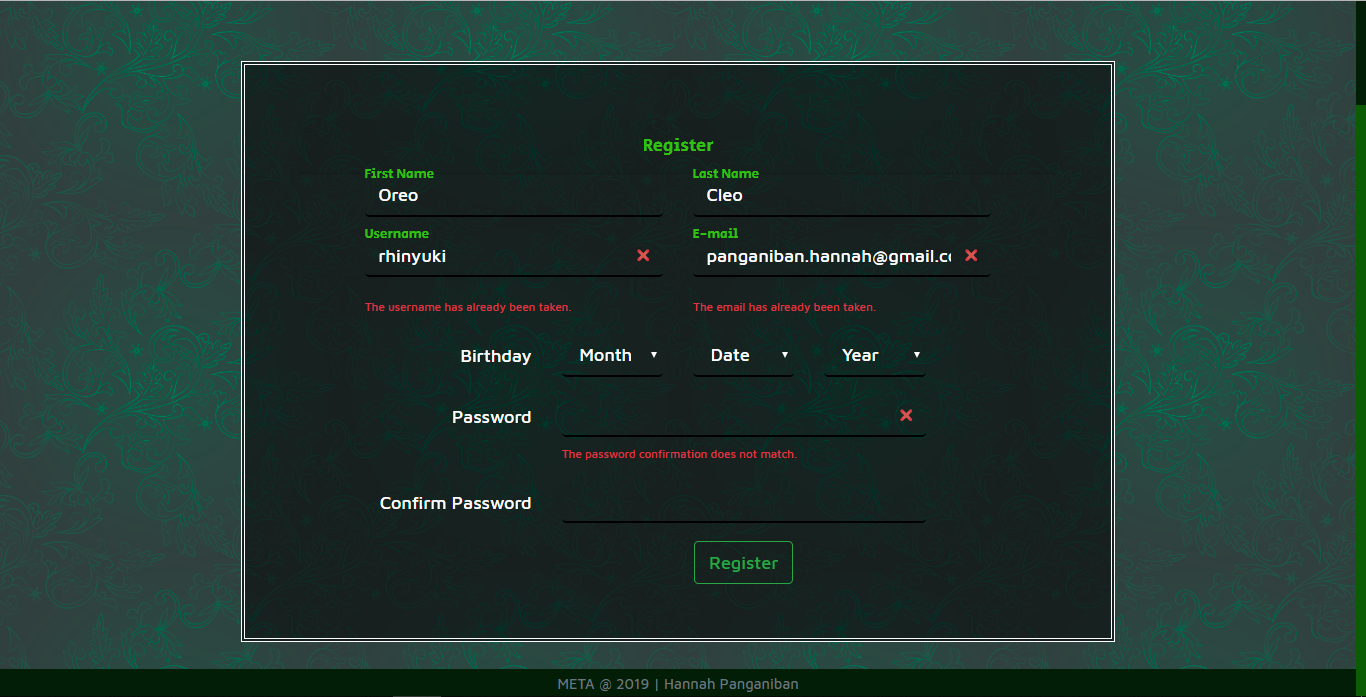 Register
First Name Last Name
Oreo Cleo
Username E-mail
rhinyuki panganiban.hannah@gmail.c
The username has already been taken. The email has already been taken.
Birthday Month Date Year
Password
The password confirmation does not match.
Confirm Password
Register
META @ 2019 | Hannah Panganiban